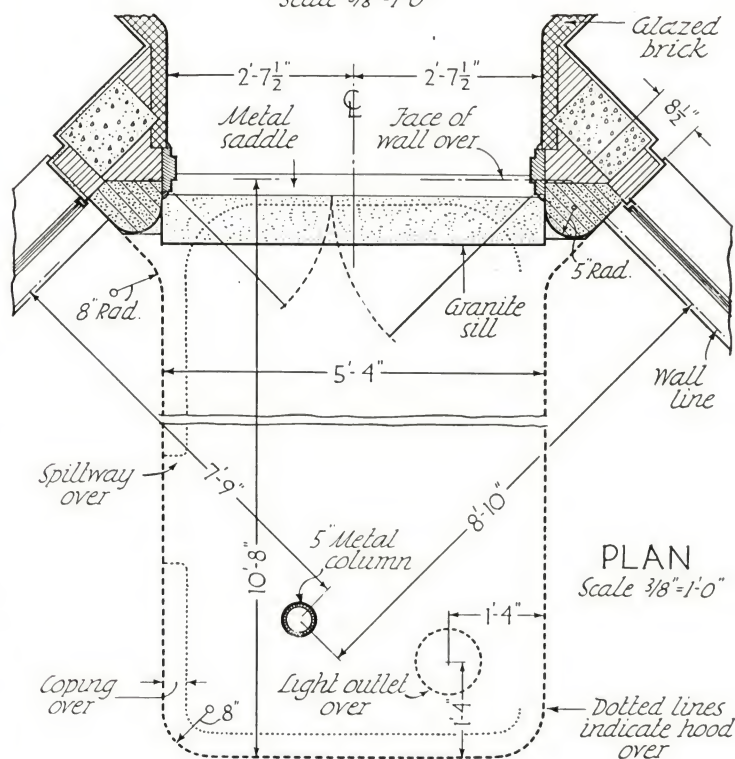 Scale 3/8"=1'-0"
Glazed
brick
2'-7½"
2'-7½"
8½"
℄
Metal
saddle
Face of
wall over
5" Rad.
8" Rad.
Granite
sill
5'-4"
Wall
line
Spillway
over
7'-9"
8'-10"
10'-8"
5" Metal
column
PLAN
Scale 3/8"=1'-0"
1'-4"
Coping
over
Light outlet
over
1'-4"
8"
Dotted lines
indicate hood
over